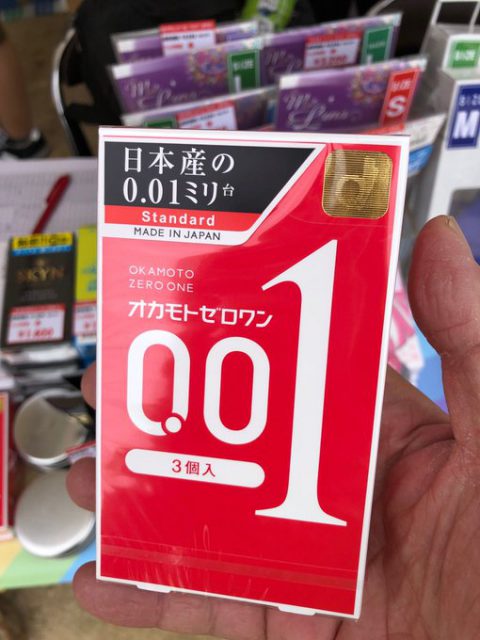 日本産の
0.01ミリ台
Standard
MADE IN JAPAN
OKAMOTO
ZERO ONE
オカモトゼロワン
0.01
3個入
SKYN
S
M